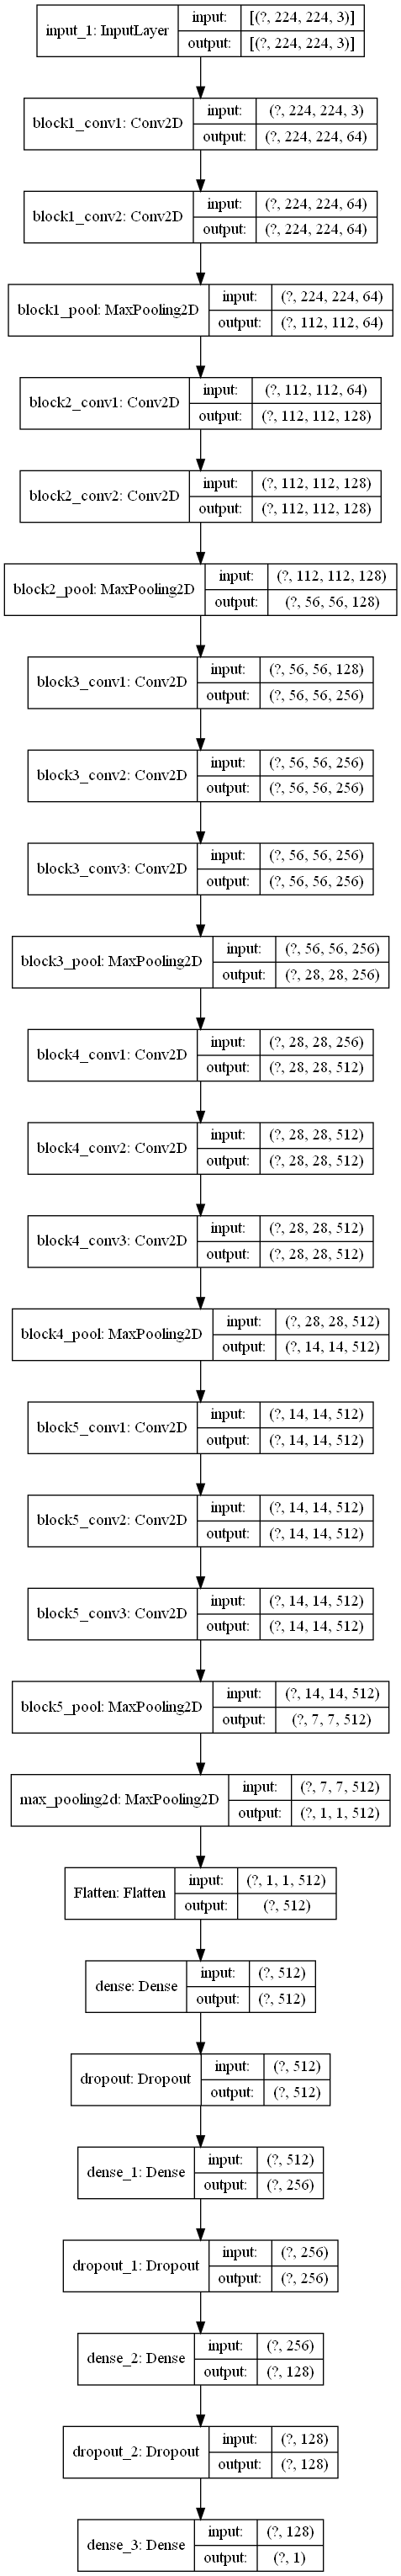 input_1: InputLayer
input: [(?, 224, 224, 3)]
output: [(?, 224, 224, 3)]
block1_conv1: Conv2D
input: (?, 224, 224, 3)
output: (?, 224, 224, 64)
block1_conv2: Conv2D
input: (?, 224, 224, 64)
output: (?, 224, 224, 64)
block1_pool: MaxPooling2D
input: (?, 224, 224, 64)
output: (?, 112, 112, 64)
block2_conv1: Conv2D
input: (?, 112, 112, 64)
output: (?, 112, 112, 128)
block2_conv2: Conv2D
input: (?, 112, 112, 128)
output: (?, 112, 112, 128)
block2_pool: MaxPooling2D
input: (?, 112, 112, 128)
output: (?, 56, 56, 128)
block3_conv1: Conv2D
input: (?, 56, 56, 128)
output: (?, 56, 56, 256)
block3_conv2: Conv2D
input: (?, 56, 56, 256)
output: (?, 56, 56, 256)
block3_conv3: Conv2D
input: (?, 56, 56, 256)
output: (?, 56, 56, 256)
block3_pool: MaxPooling2D
input: (?, 56, 56, 256)
output: (?, 28, 28, 256)
block4_conv1: Conv2D
input: (?, 28, 28, 256)
output: (?, 28, 28, 512)
block4_conv2: Conv2D
input: (?, 28, 28, 512)
output: (?, 28, 28, 512)
block4_conv3: Conv2D
input: (?, 28, 28, 512)
output: (?, 28, 28, 512)
block4_pool: MaxPooling2D
input: (?, 28, 28, 512)
output: (?, 14, 14, 512)
block5_conv1: Conv2D
input: (?, 14, 14, 512)
output: (?, 14, 14, 512)
block5_conv2: Conv2D
input: (?, 14, 14, 512)
output: (?, 14, 14, 512)
block5_conv3: Conv2D
input: (?, 14, 14, 512)
output: (?, 14, 14, 512)
block5_pool: MaxPooling2D
input: (?, 14, 14, 512)
output: (?, 7, 7, 512)
max_pooling2d: MaxPooling2D
input: (?, 7, 7, 512)
output: (?, 1, 1, 512)
Flatten: Flatten
input: (?, 1, 1, 512)
output: (?, 512)
dense: Dense
input: (?, 512)
output: (?, 512)
dropout: Dropout
input: (?, 512)
output: (?, 512)
dense_1: Dense
input: (?, 512)
output: (?, 256)
dropout_1: Dropout
input: (?, 256)
output: (?, 256)
dense_2: Dense
input: (?, 256)
output: (?, 128)
dropout_2: Dropout
input: (?, 128)
output: (?, 128)
dense_3: Dense
input: (?, 128)
output: (?, 1)